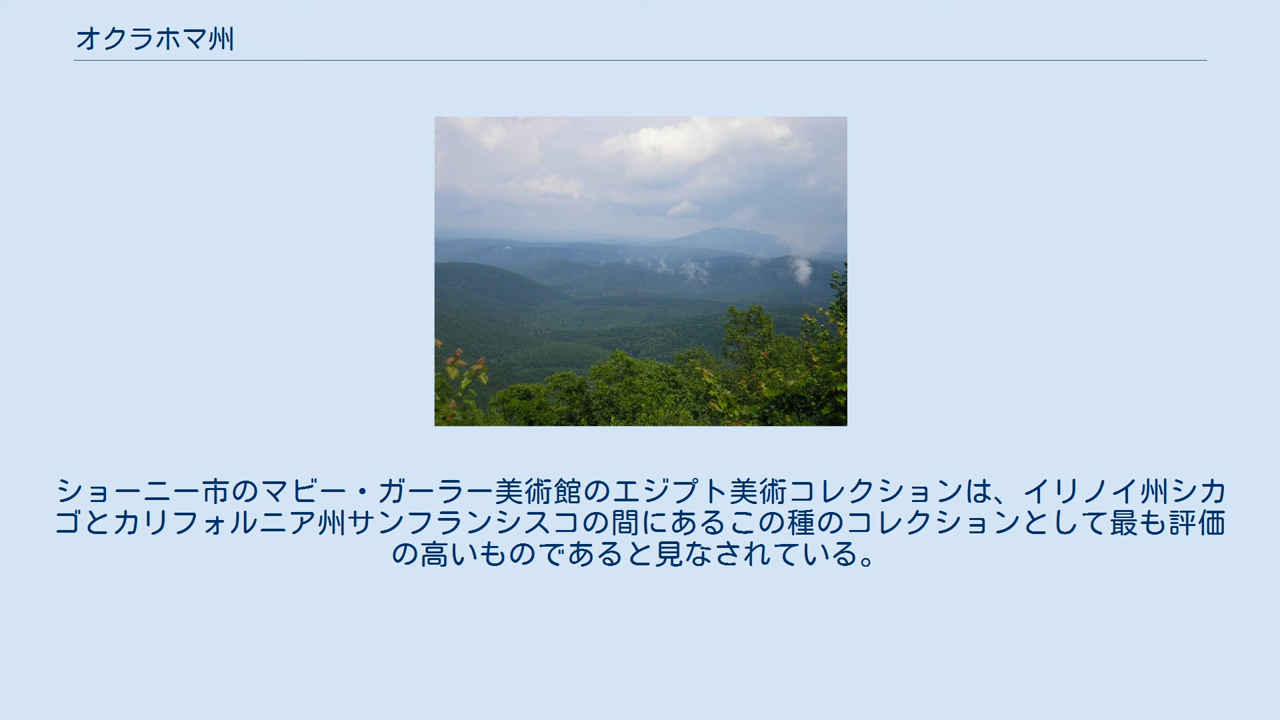 オクラホマ州
ショーニー市のマビー・ガーラー美術館のエジプト美術コレクションは、イリノイ州シカ
ゴとカリフォルニア州サンフランシスコの間にあるこの種のコレクションとして最も評価
の高いものであると見なされている。